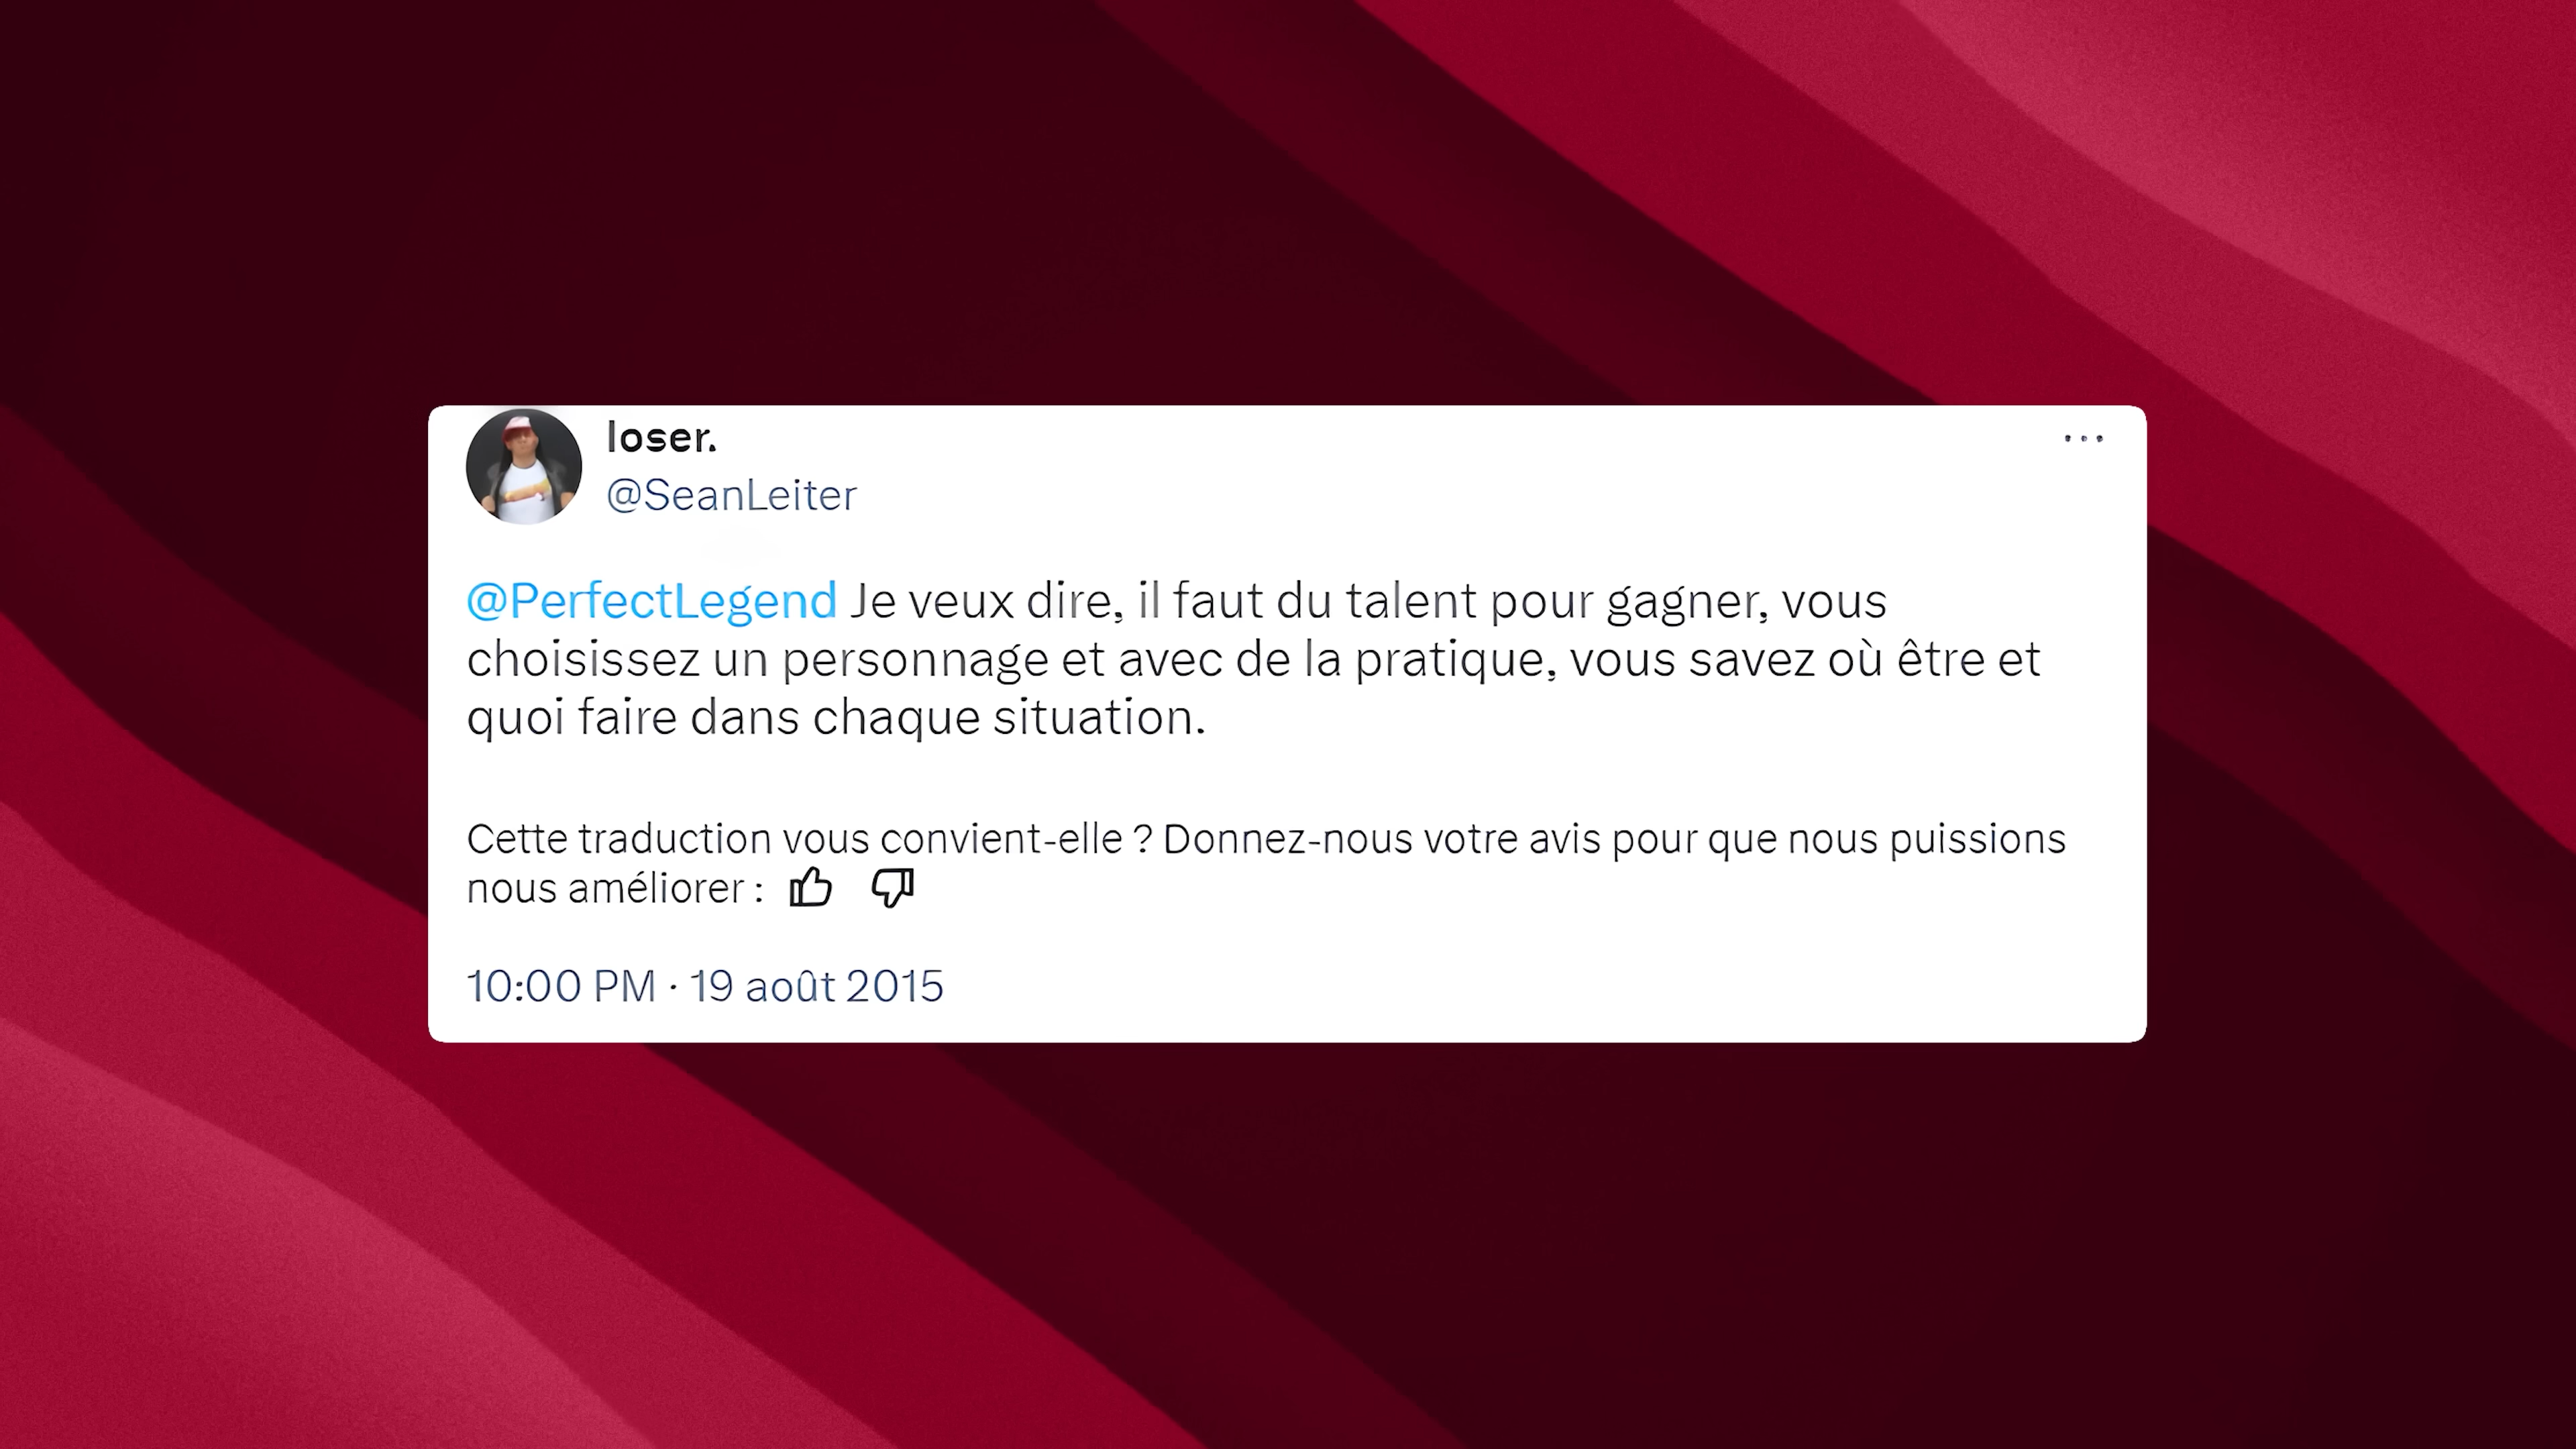 loser.
@SeanLeiter
@PerfectLegend Je veux dire, il faut du talent pour gagner, vous
choisissez un personnage et avec de la pratique, vous savez où être et
quoi faire dans chaque situation.
Cette traduction vous convient-elle ? Donnez-nous votre avis pour que nous puissions
nous améliorer :
10:00 PM · 19 août 2015